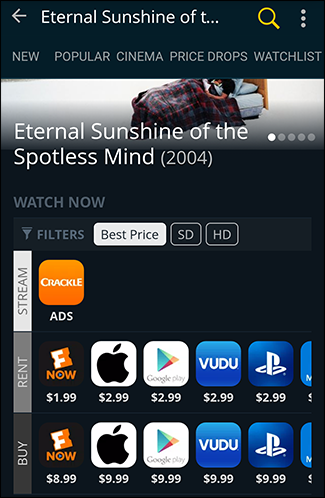 Eternal Sunshine of t...
NEW POPULAR CINEMA PRICE DROPS WATCHLIST
Eternal Sunshine of the
Spotless Mind (2004)
WATCH NOW
FILTERS Best Price SD HD
STREAM
CRACKLE
ADS
RENT
NOW Google play VUDU
$1.99 $2.99 $2.99 $2.99 $2.99
BUY
NOW Google play VUDU
$8.99 $9.99 $9.99 $9.99 $9.99